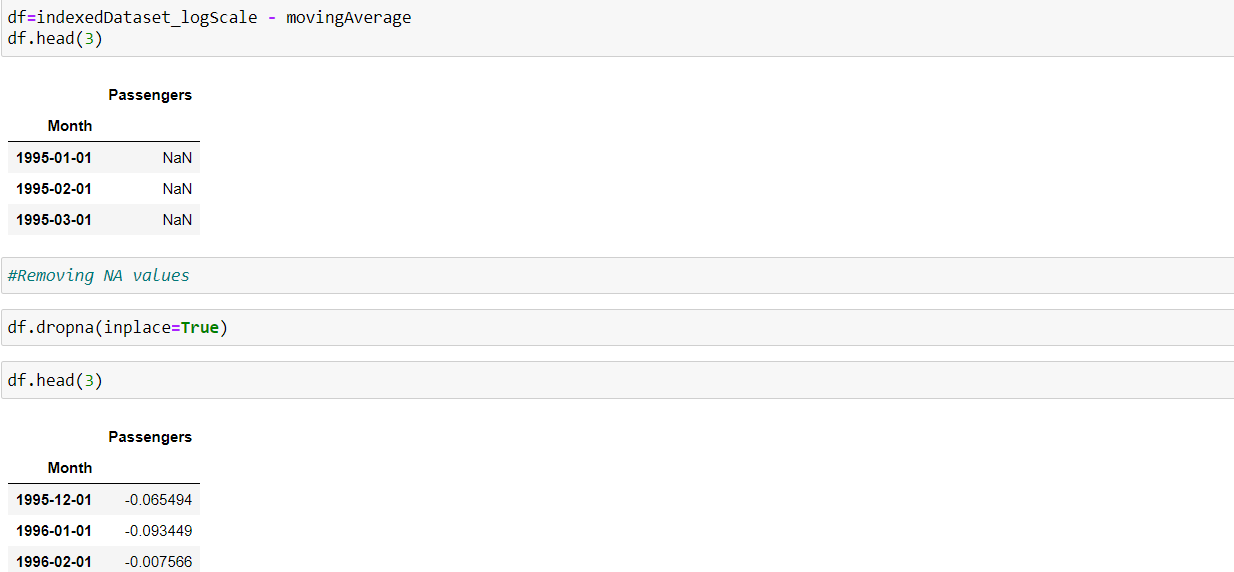 df=indexedDataset_logScale - movingAverage
df.head(3)
Passengers
Month
1995-01-01 NaN
1995-02-01 NaN
1995-03-01 NaN
#Removing NA values
df.dropna(inplace=True)
df.head(3)
Passengers
Month
1995-12-01 -0.065494
1996-01-01 -0.093449
1996-02-01 -0.007566